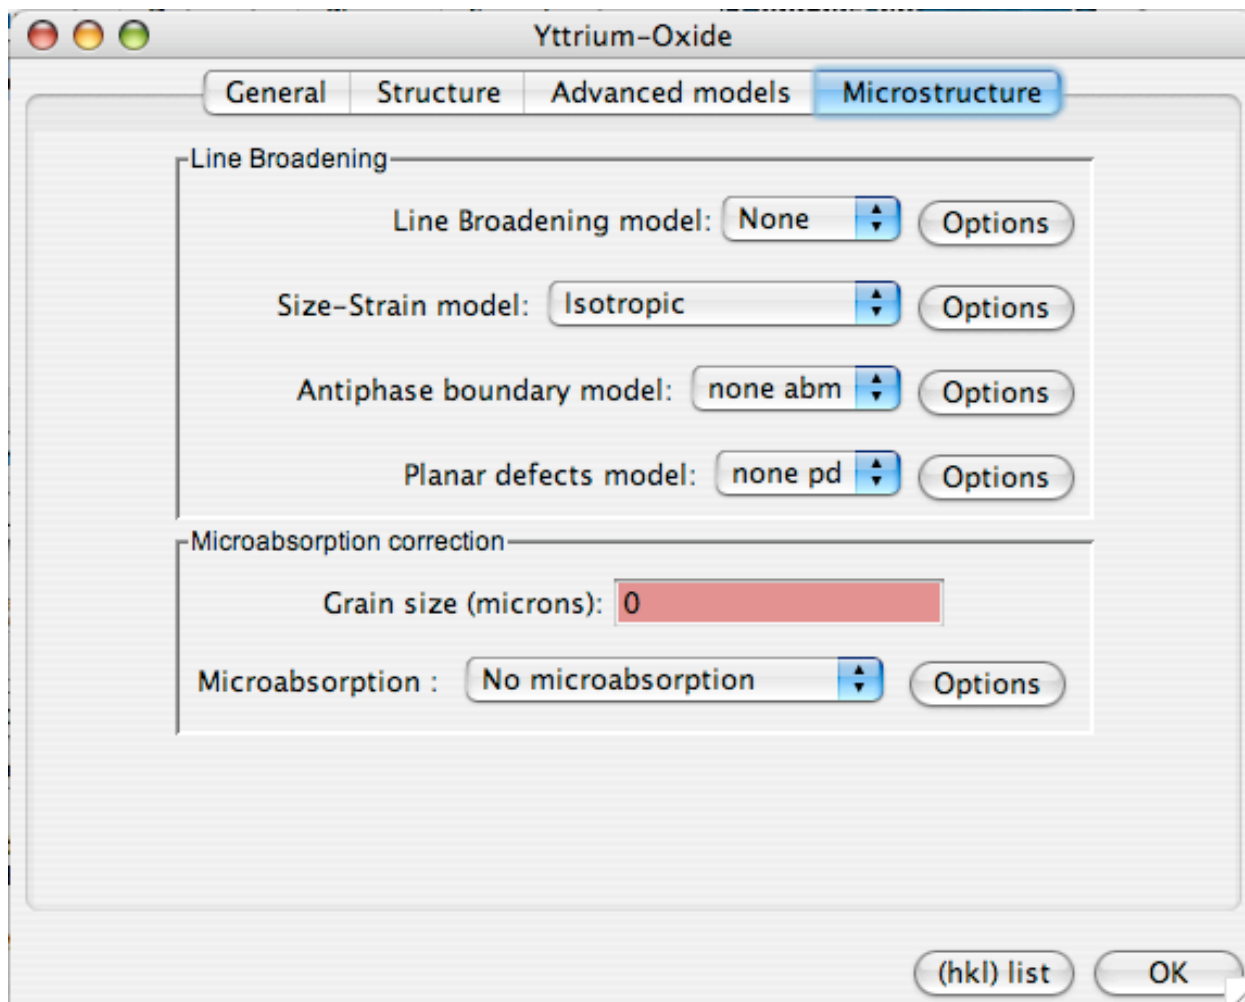 Yttrium-Oxide
General Structure Advanced models Microstructure
Line Broadening
Line Broadening model: None Options
Size-Strain model: Isotropic Options
Antiphase boundary model: none abm Options
Planar defects model: none pd Options
Microabsorption correction
Grain size (microns): 0
Microabsorption : No microabsorption Options
(hkl) list OK